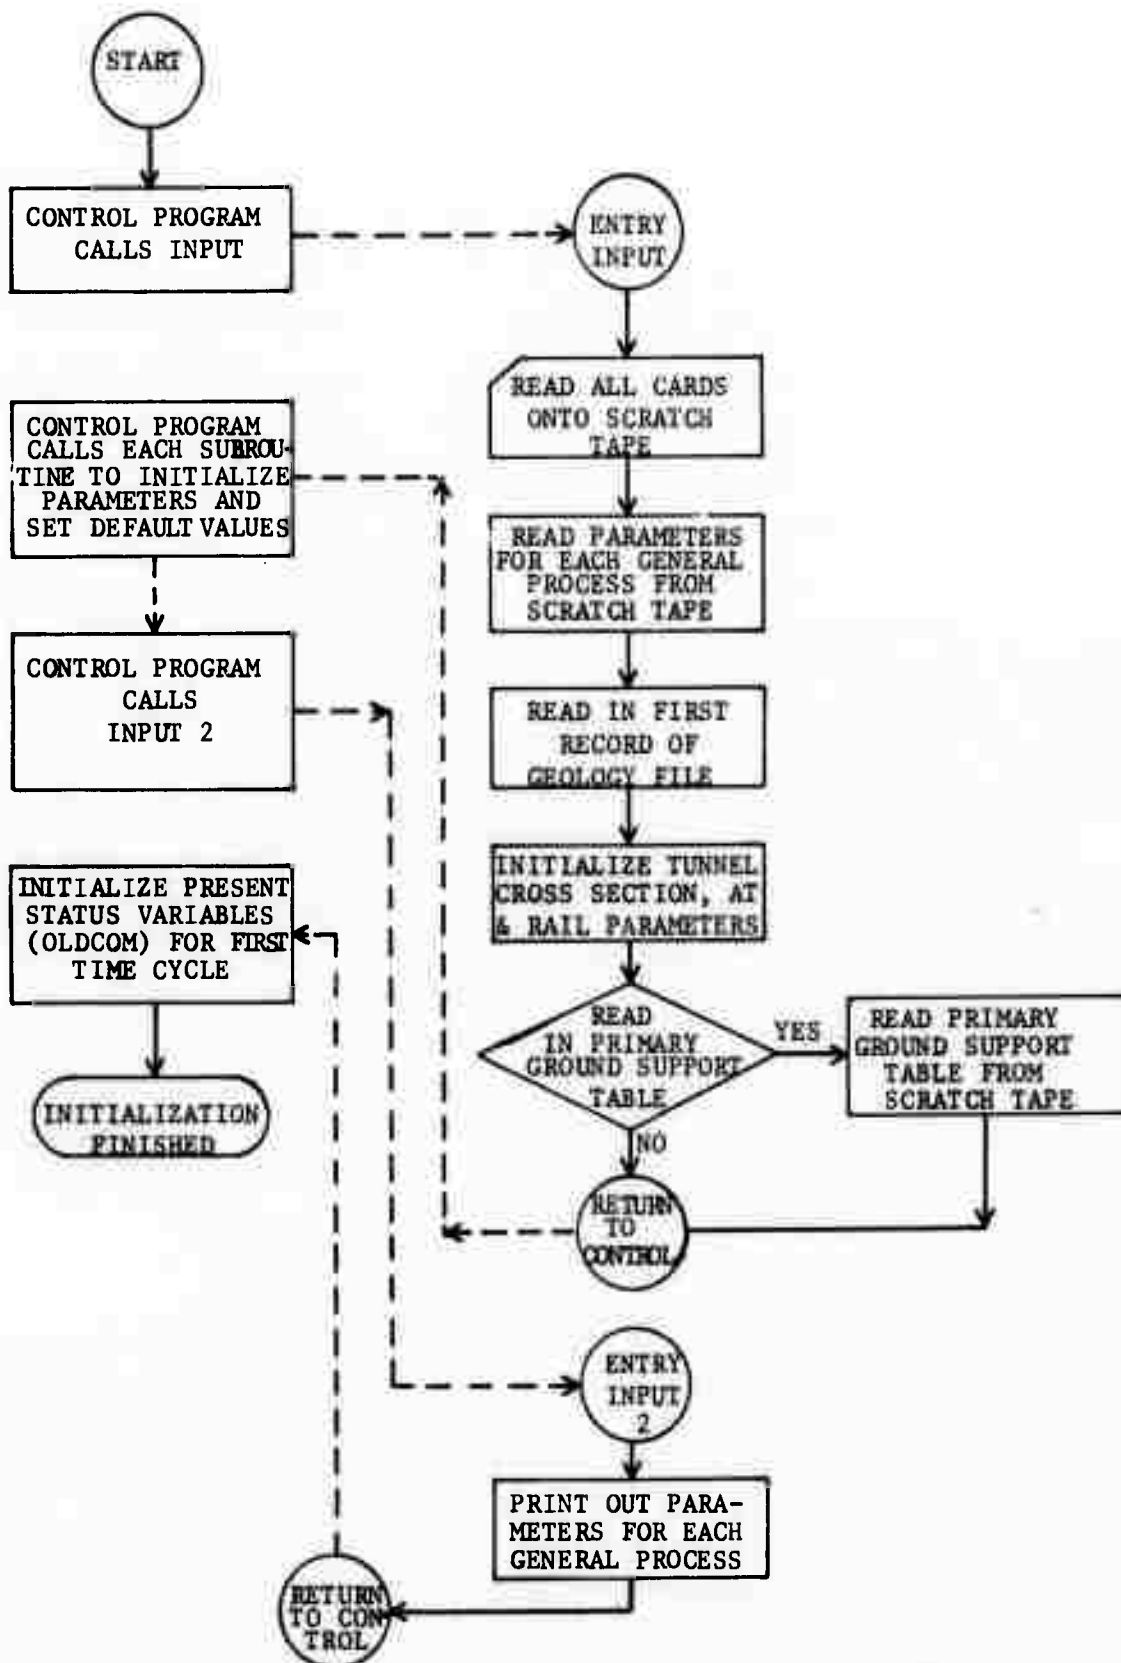 START
CONTROL PROGRAM
CALLS INPUT
ENTRY
INPUT
READ ALL CARDS
ONTO SCRATCH
TAPE
CONTROL PROGRAM
CALLS EACH SUBROU-
TINE TO INITIALIZE
PARAMETERS AND
SET DEFAULT VALUES
READ PARAMETERS
FOR EACH GENERAL
PROCESS FROM
SCRATCH TAPE
CONTROL PROGRAM
CALLS
INPUT 2
READ IN FIRST
RECORD OF
GEOLOGY FILE
INITIALIZE TUNNEL
CROSS SECTION, AT
& RAIL PARAMETERS
INITIALIZE PRESENT
STATUS VARIABLES
(OLDCOM) FOR FIRST
TIME CYCLE
READ
IN PRIMARY
GROUND SUPPORT
TABLE
YES
READ PRIMARY
GROUND SUPPORT
TABLE FROM
SCRATCH TAPE
INITIALIZATION
FINISHED
NO
RETURN
TO
CONTROL
ENTRY
INPUT
2
PRINT OUT PARA-
METERS FOR EACH
GENERAL PROCESS
RETURN
TO CON
TROL